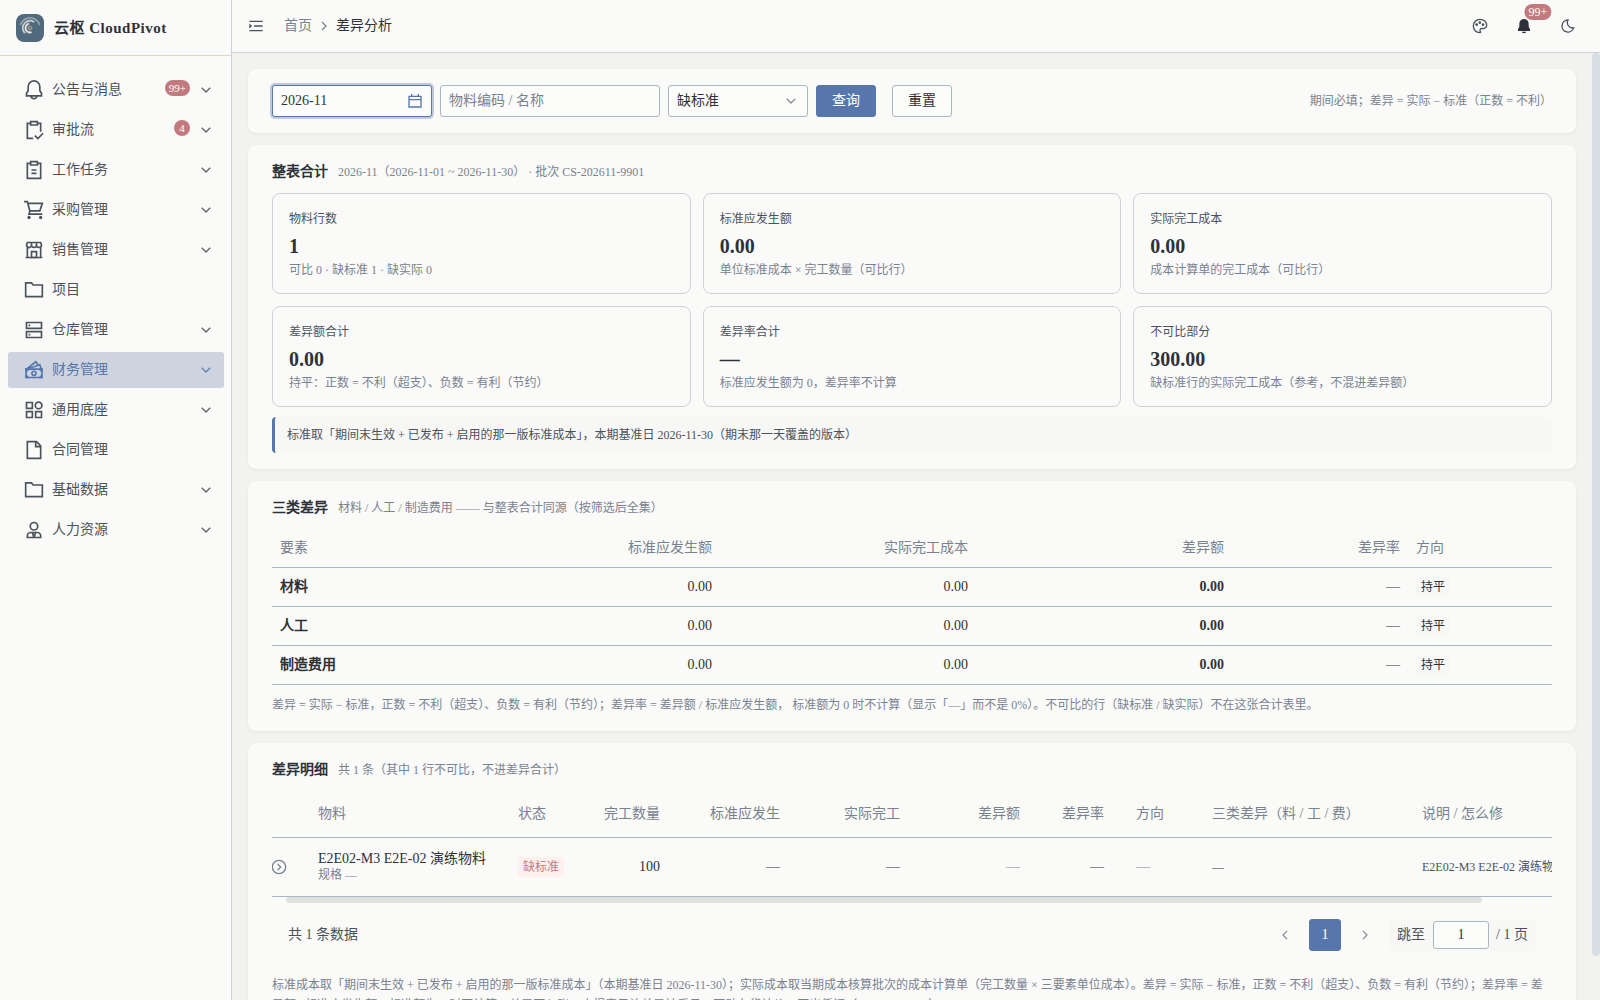 云枢 CloudPivot
首页 > 差异分析
99+
公告与消息 99+
审批流 4
工作任务
采购管理
销售管理
项目
仓库管理
财务管理
通用底座
合同管理
基础数据
人力资源
2026-11 物料编码 / 名称 缺标准 查询 重置 期间必填；差异 = 实际 − 标准（正数 = 不利）
整表合计 2026-11（2026-11-01 ~ 2026-11-30） · 批次 CS-202611-9901
物料行数
1
可比 0 · 缺标准 1 · 缺实际 0
标准应发生额
0.00
单位标准成本 × 完工数量（可比行）
实际完工成本
0.00
成本计算单的完工成本（可比行）
差异额合计
0.00
持平：正数 = 不利（超支）、负数 = 有利（节约）
差异率合计
—
标准应发生额为 0，差异率不计算
不可比部分
300.00
缺标准行的实际完工成本（参考，不混进差异额）
标准取「期间末生效 + 已发布 + 启用的那一版标准成本」，本期基准日 2026-11-30（期末那一天覆盖的版本）
三类差异 材料 / 人工 / 制造费用 —— 与整表合计同源（按筛选后全集）
要素 标准应发生额 实际完工成本 差异额 差异率 方向
材料 0.00 0.00 0.00 — 持平
人工 0.00 0.00 0.00 — 持平
制造费用 0.00 0.00 0.00 — 持平
差异 = 实际 − 标准，正数 = 不利（超支）、负数 = 有利（节约）；差异率 = 差异额 / 标准应发生额， 标准额为 0 时不计算（显示「—」而不是 0%）。不可比的行（缺标准 / 缺实际）不在这张合计表里。
差异明细 共 1 条（其中 1 行不可比，不进差异合计）
物料 状态 完工数量 标准应发生 实际完工 差异额 差异率 方向 三类差异（料 / 工 / 费） 说明 / 怎么修
E2E02-M3 E2E-02 演练物料 缺标准 100 — — — — — — E2E02-M3 E2E-02 演练物
规格 —
共 1 条数据 1 跳至 1 / 1 页
标准成本取「期间末生效 + 已发布 + 启用的那一版标准成本」（本期基准日 2026-11-30）；实际成本取当期成本核算批次的成本计算单（完工数量 × 三要素单位成本）。差异 = 实际 − 标准，正数 = 不利（超支）、负数 = 有利（节约）；差异率 = 差